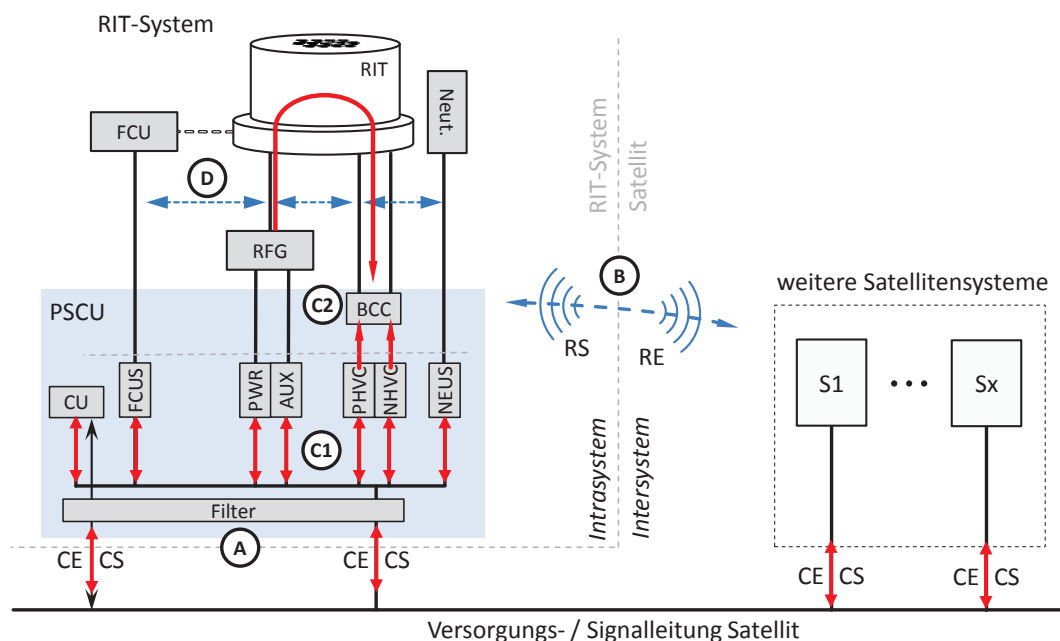 RIT-System
RIT
Neut.
FCU
D
RIT-System
Satellit
RFG
B
weitere Satellitensysteme
PSCU
C2
BCC
RS
RE
S1
Sx
CU
FCUS
PWR
AUX
PHVC
NHVC
NEUS
C1
Intrasystem
Intersystem
Filter
A
CE
CS
CE
CS
CE
CS
CE
CS
Versorgungs- / Signalleitung Satellit